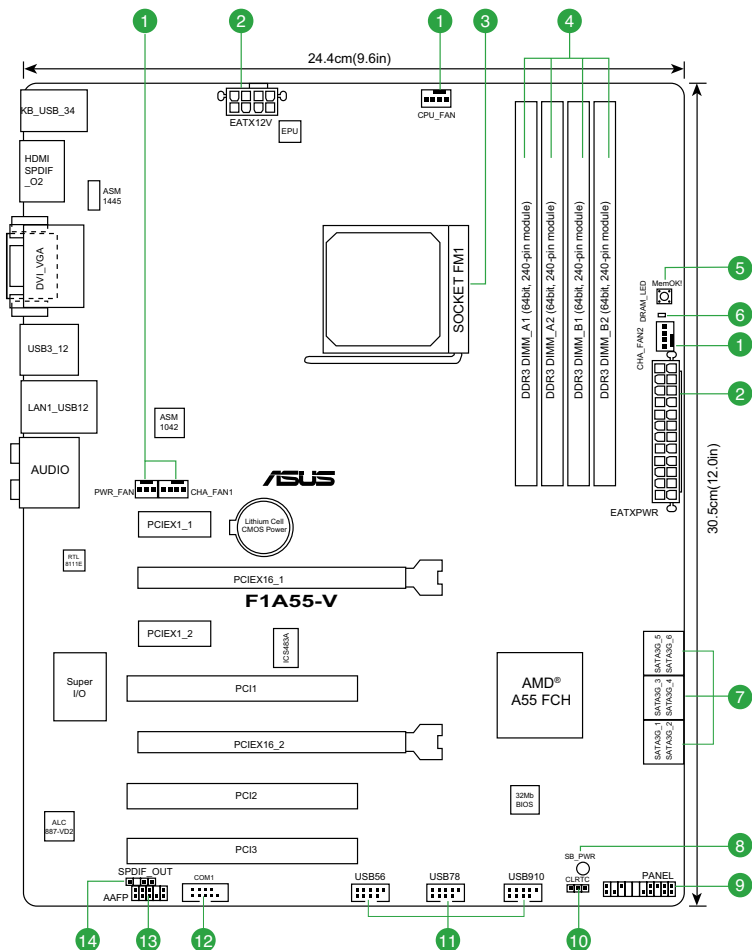 1
2
1
3
4
24.4cm(9.6in)
KB_USB_34
EATX12V
EPU
CPU_FAN
HDMI
SPDIF
_O2
ASM
1445
DVI_VGA
SOCKET FM1
DDR3 DIMM_A1 (64bit, 240-pin module)
DDR3 DIMM_A2 (64bit, 240-pin module)
DDR3 DIMM_B1 (64bit, 240-pin module)
DDR3 DIMM_B2 (64bit, 240-pin module)
MemOK!
5
DRAM_LED
6
CHA_FAN2
1
2
USB3_12
LAN1_USB12
ASM
1042
AUDIO
1
PWR_FAN
CHA_FAN1
ASUS
EATXPWR
30.5cm(12.0in)
PCIEX1_1
Lithium Cell
CMOS Power
RTL
8111E
PCIEX16_1
F1A55-V
PCIEX1_2
ICS483A
Super
I/O
PCI1
AMD®
A55 FCH
SATA3G_5
SATA3G_6
SATA3G_3
SATA3G_4
SATA3G_1
SATA3G_2
7
PCIEX16_2
PCI2
32Mb
BIOS
ALC
887-VD2
PCI3
SB_PWR
8
SPDIF_OUT
AAFP
COM1
USB56
USB78
USB910
CLRTC
PANEL
9
14
13
12
11
10